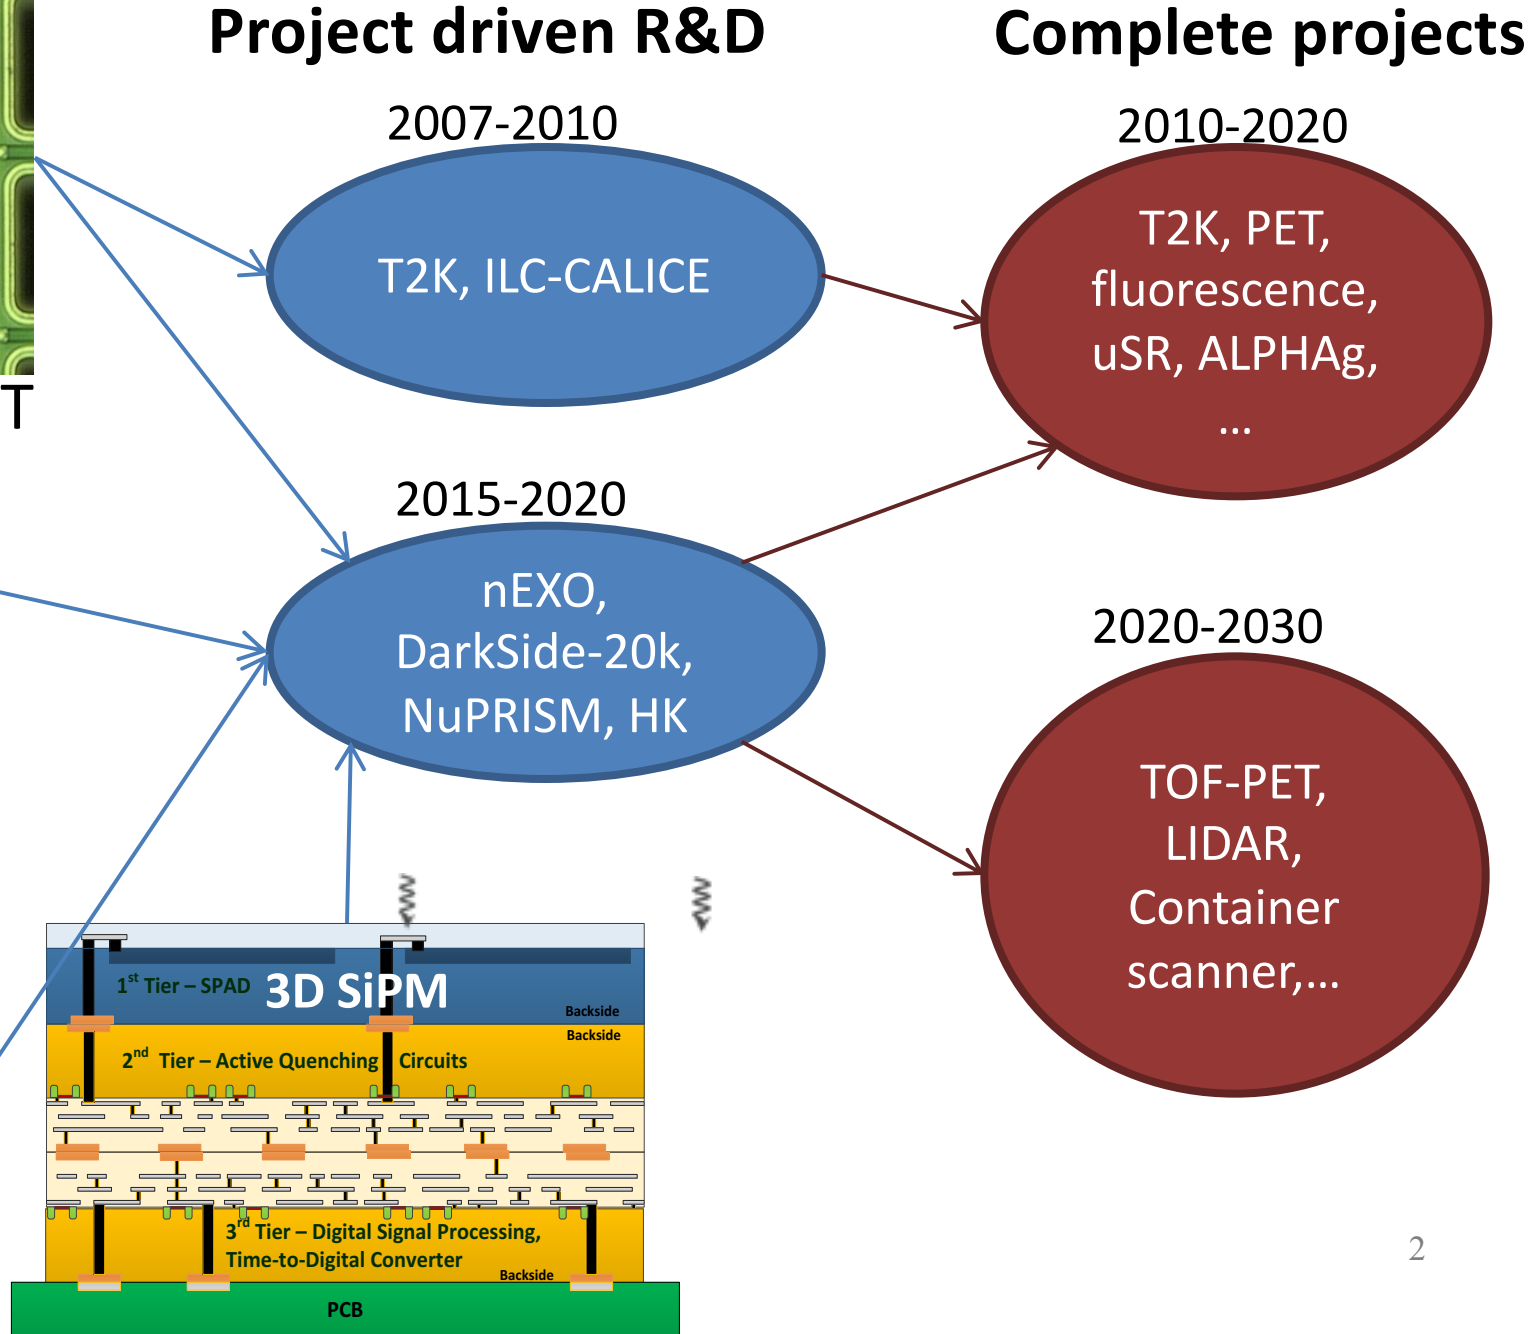 Project driven R&D
Complete projects
2007-2010
T2K, ILC-CALICE
2010-2020
T2K, PET,
fluorescence,
uSR, ALPHAg,
...
T
2015-2020
nEXO,
DarkSide-20k,
NuPRISM, HK
2020-2030
TOF-PET,
LIDAR,
Container
scanner,...
1st Tier – SPAD
3D SiPM
Backside
Backside
2nd Tier – Active Quenching Circuits
3rd Tier – Digital Signal Processing,
Time-to-Digital Converter
Backside
PCB
2